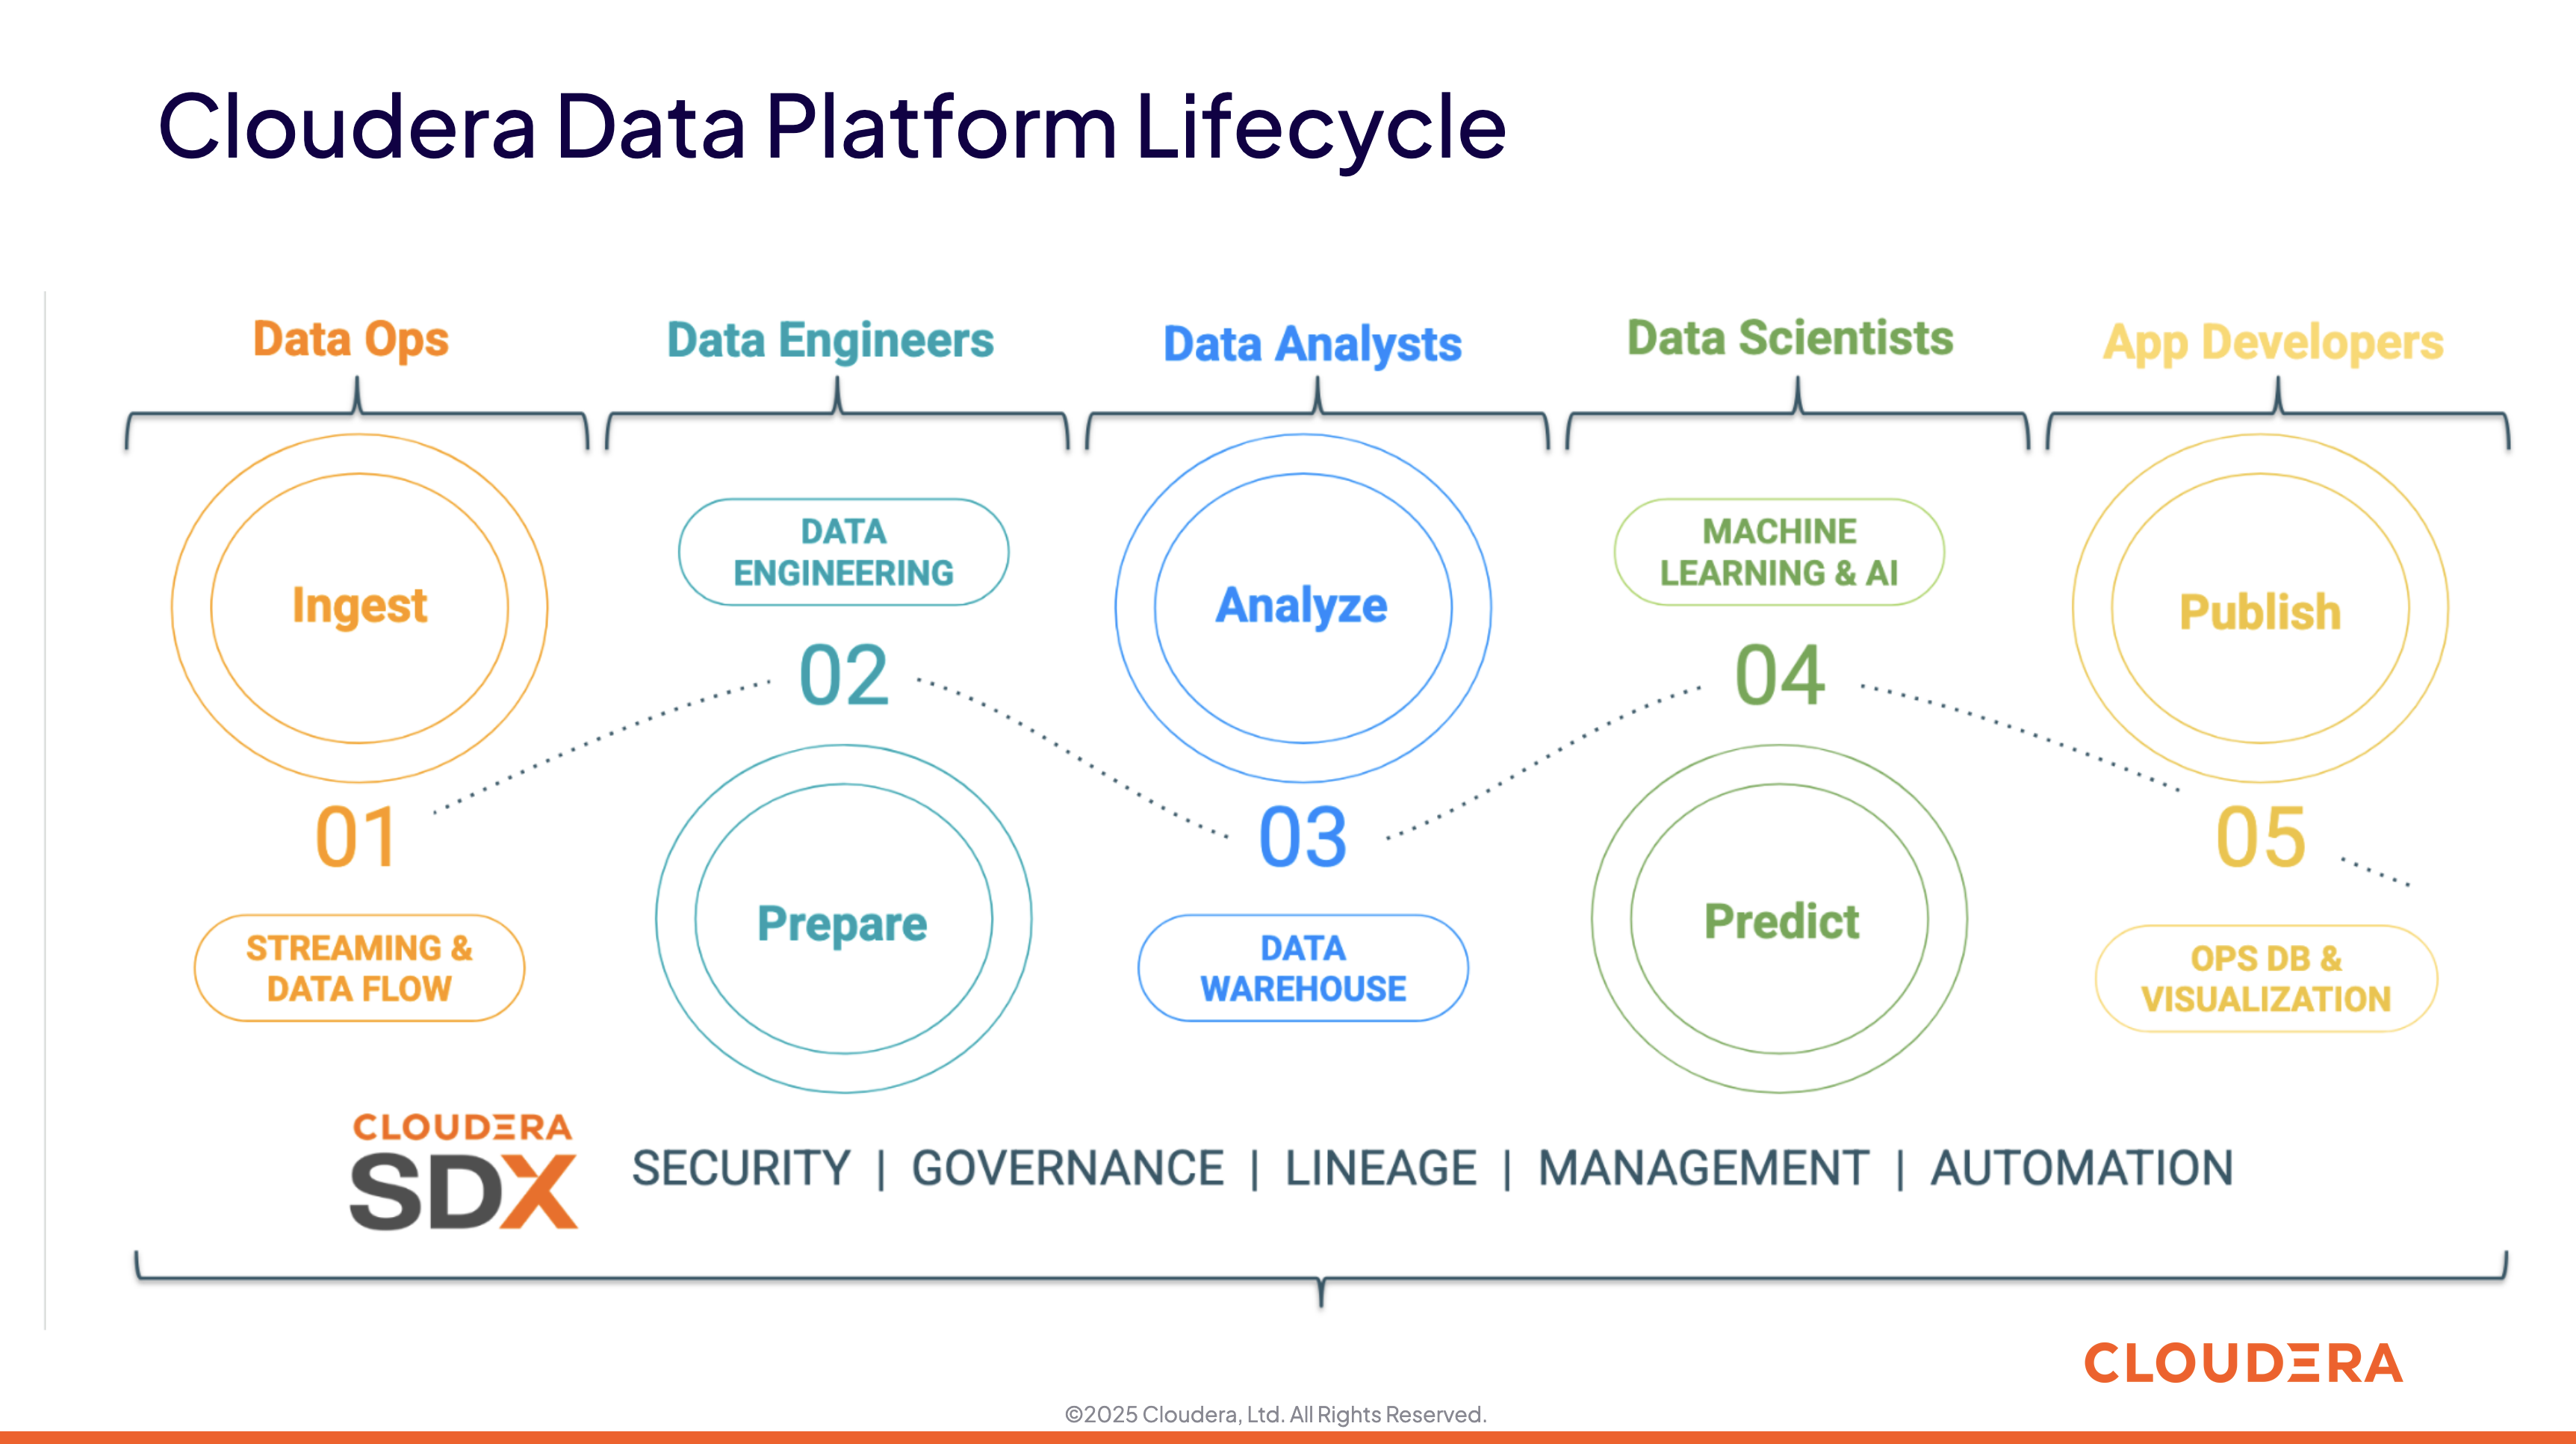 Cloudera Data Platform Lifecycle
Data Ops
Data Engineers
Data Analysts
Data Scientists
App Developers
Ingest
01
STREAMING &
DATA FLOW
DATA
ENGINEERING
02
Prepare
Analyze
03
DATA
WAREHOUSE
MACHINE
LEARNING & AI
04
Predict
Publish
05
OPS DB &
VISUALIZATION
CLOUDERA
SDX
SECURITY | GOVERNANCE | LINEAGE | MANAGEMENT | AUTOMATION
CLOUDERA
©2025 Cloudera, Ltd. All Rights Reserved.